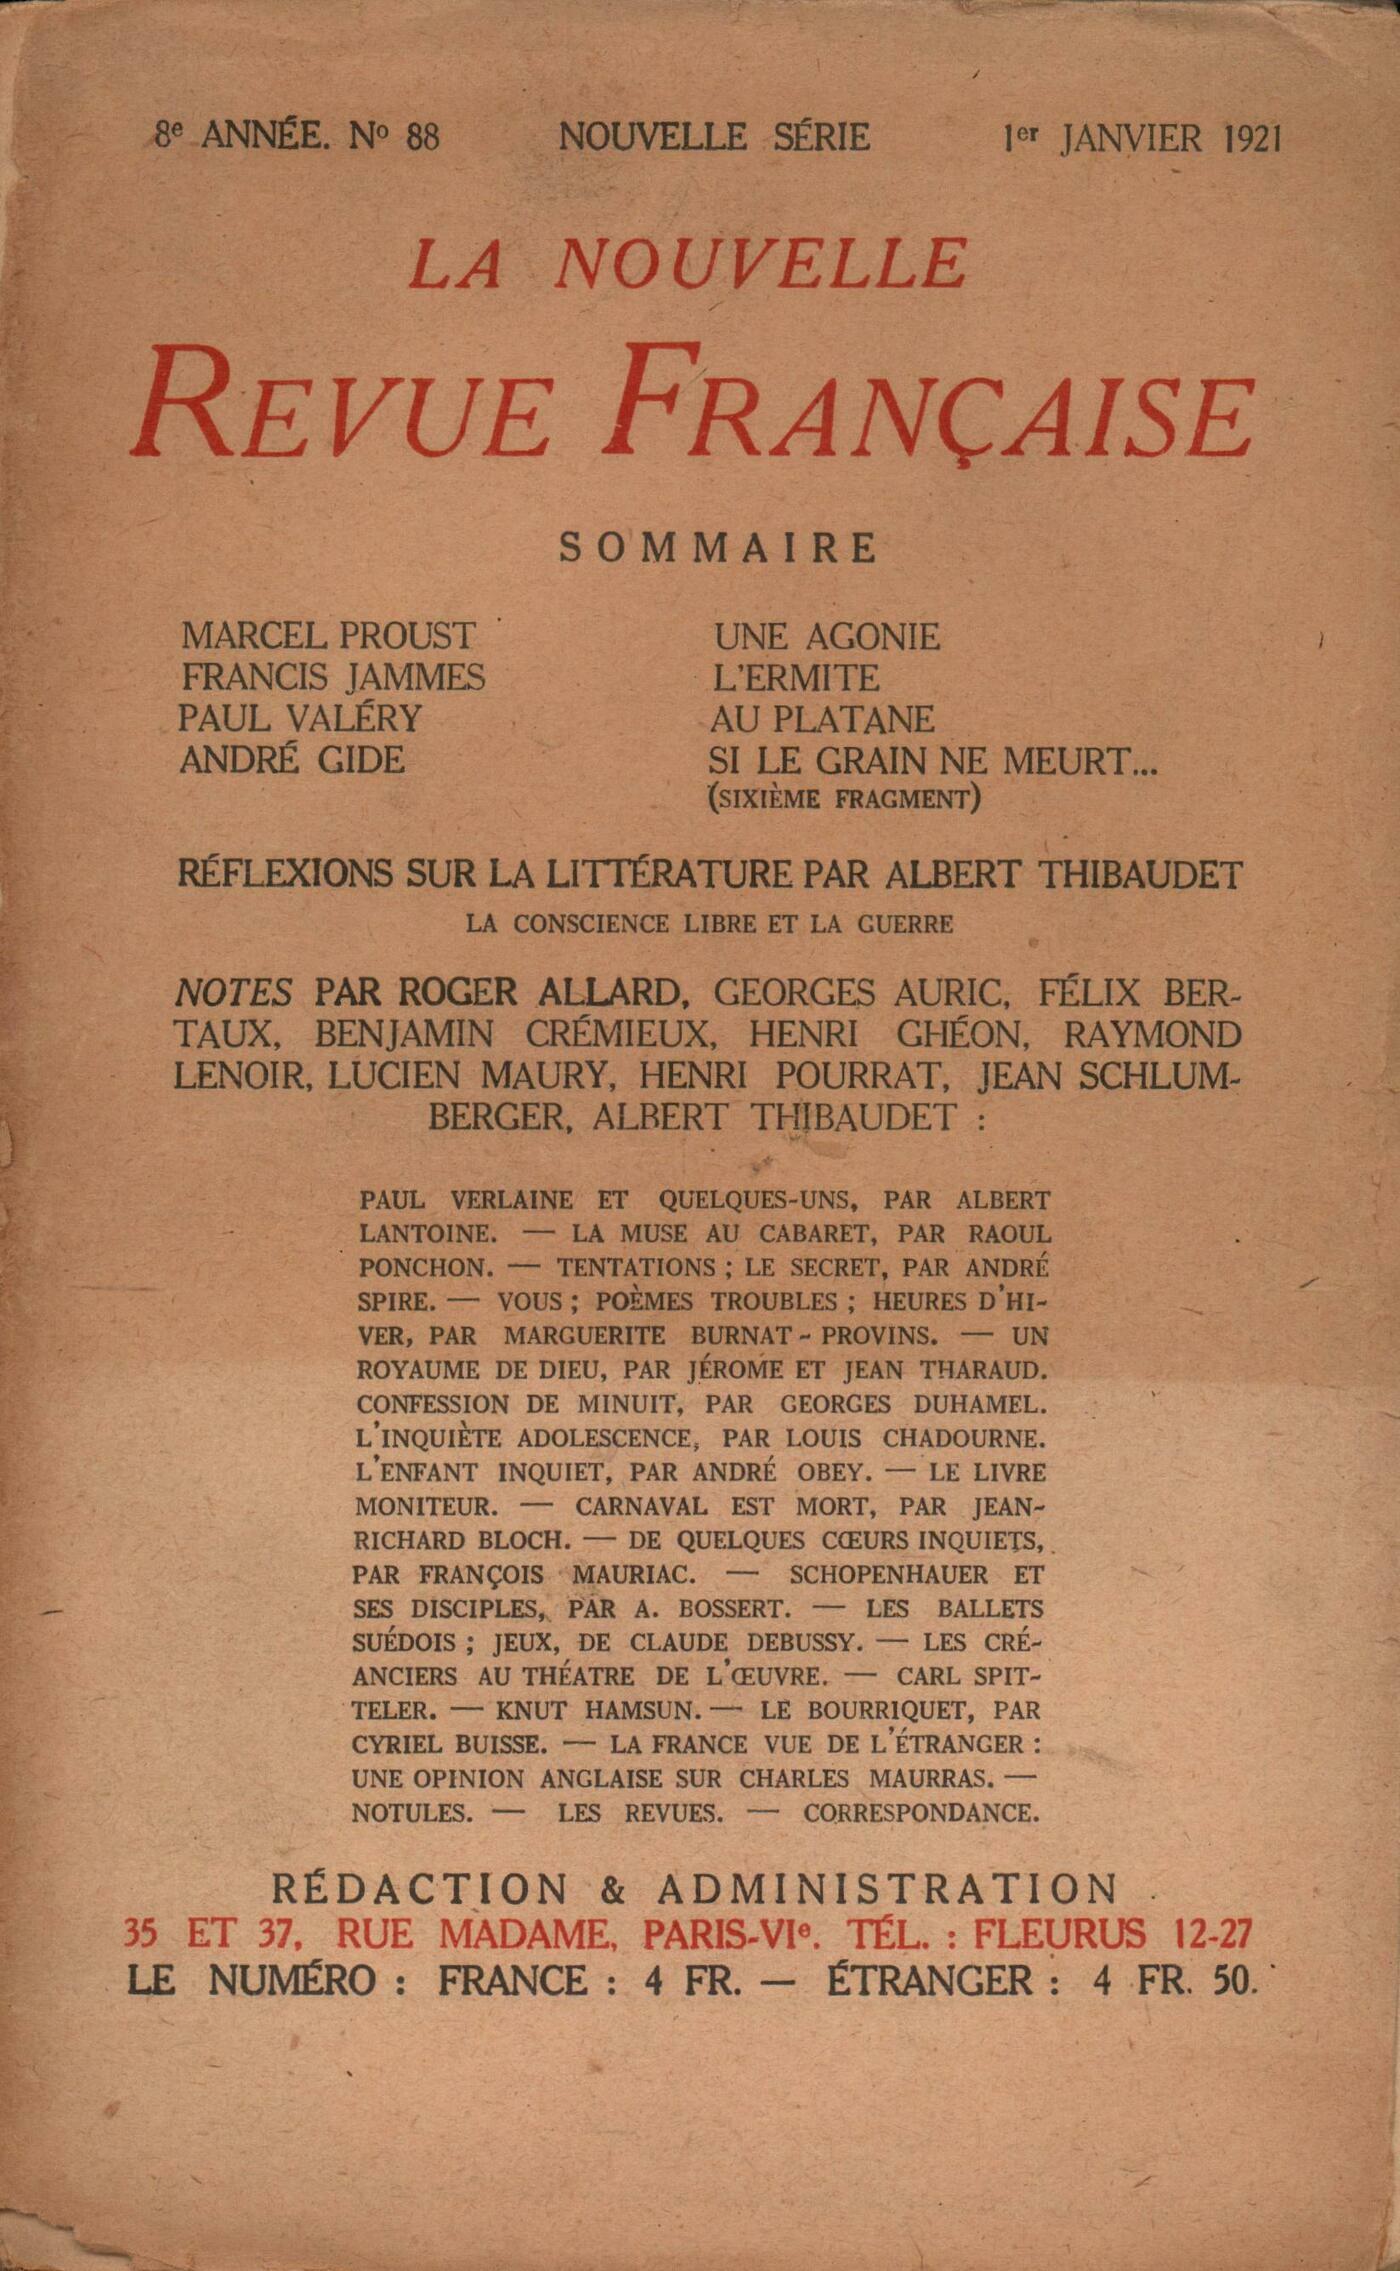 8e ANNÉE. No 88 NOUVELLE SÉRIE 1er JANVIER 1921
LA NOUVELLE
REVUE FRANÇAISE
SOMMAIRE
MARCEL PROUST UNE AGONIE
FRANCIS JAMMES L'ERMITE
PAUL VALÉRY AU PLATANE
ANDRÉ GIDE SI LE GRAIN NE MEURT...
(SIXIÈME FRAGMENT)
RÉFLEXIONS SUR LA LITTÉRATURE PAR ALBERT THIBAUDET
LA CONSCIENCE LIBRE ET LA GUERRE
NOTES PAR ROGER ALLARD, GEORGES AURIC, FÉLIX BER-
TAUX, BENJAMIN CRÉMIEUX, HENRI GHÉON, RAYMOND
LENOIR, LUCIEN MAURY, HENRI POURRAT, JEAN SCHLUM-
BERGER, ALBERT THIBAUDET :
PAUL VERLAINE ET QUELQUES-UNS, PAR ALBERT
LANTOINE. — LA MUSE AU CABARET, PAR RAOUL
PONCHON. — TENTATIONS ; LE SECRET, PAR ANDRÉ
SPIRE. — VOUS ; POÈMES TROUBLES ; HEURES D'HI-
VER, PAR MARGUERITE BURNAT-PROVINS. — UN
ROYAUME DE DIEU, PAR JÉROME ET JEAN THARAUD.
CONFESSION DE MINUIT, PAR GEORGES DUHAMEL.
L'INQUIÈTE ADOLESCENCE, PAR LOUIS CHADOURNE.
L'ENFANT INQUIET, PAR ANDRÉ OBEY. — LE LIVRE
MONITEUR. — CARNAVAL EST MORT, PAR JEAN-
RICHARD BLOCH. — DE QUELQUES CŒURS INQUIETS,
PAR FRANÇOIS MAURIAC. — SCHOPENHAUER ET
SES DISCIPLES, PAR A. BOSSERT. — LES BALLETS
SUÉDOIS ; JEUX, DE CLAUDE DEBUSSY. — LES CRÉ-
ANCIERS AU THÉATRE DE L'ŒUVRE. — CARL SPIT-
TELER. — KNUT HAMSUN. — LE BOURRIQUET, PAR
CYRIEL BUISSE. — LA FRANCE VUE DE L'ÉTRANGER :
UNE OPINION ANGLAISE SUR CHARLES MAURRAS. —
NOTULES. — LES REVUES. — CORRESPONDANCE.
RÉDACTION & ADMINISTRATION
35 ET 37, RUE MADAME, PARIS-VIe. TÉL. : FLEURUS 12-27
LE NUMÉRO : FRANCE : 4 FR. — ÉTRANGER : 4 FR. 50.